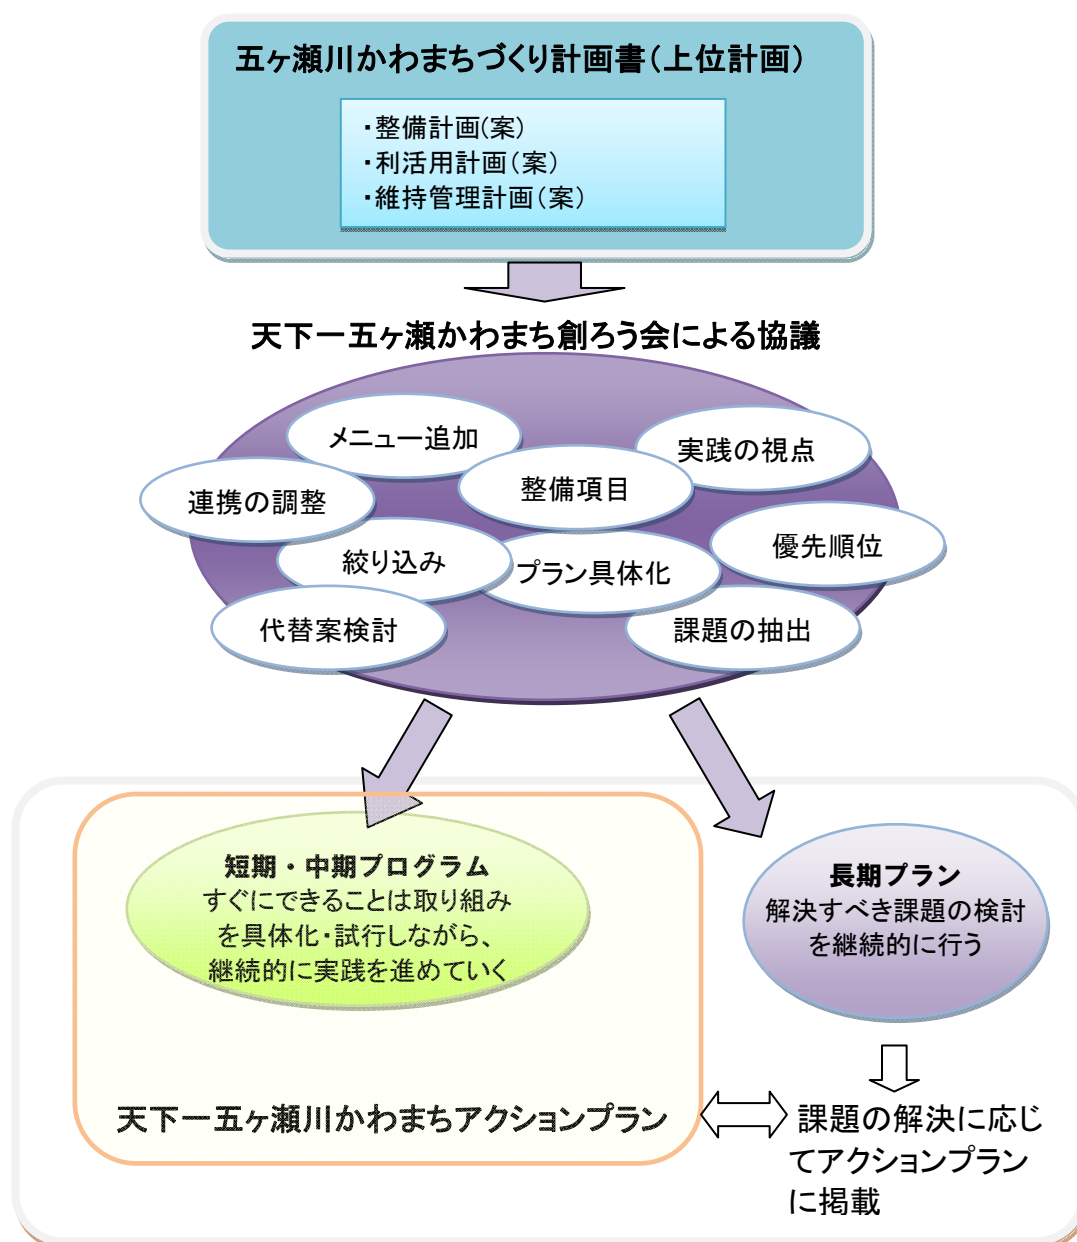 五ヶ瀬川かわまちづくり計画書（上位計画）
・整備計画(案)
・利活用計画（案）
・維持管理計画（案）
天下一五ヶ瀬かわまち創ろう会による協議
メニュー追加
実践の視点
整備項目
連携の調整
優先順位
絞り込み
プラン具体化
代替案検討
課題の抽出
短期・中期プログラム
すぐにできることは取り組み
を具体化・試行しながら、
継続的に実践を進めていく
長期プラン
解決すべき課題の検討
を継続的に行う
天下一五ヶ瀬川かわまちアクションプラン
課題の解決に応じ
てアクションプラン
に掲載